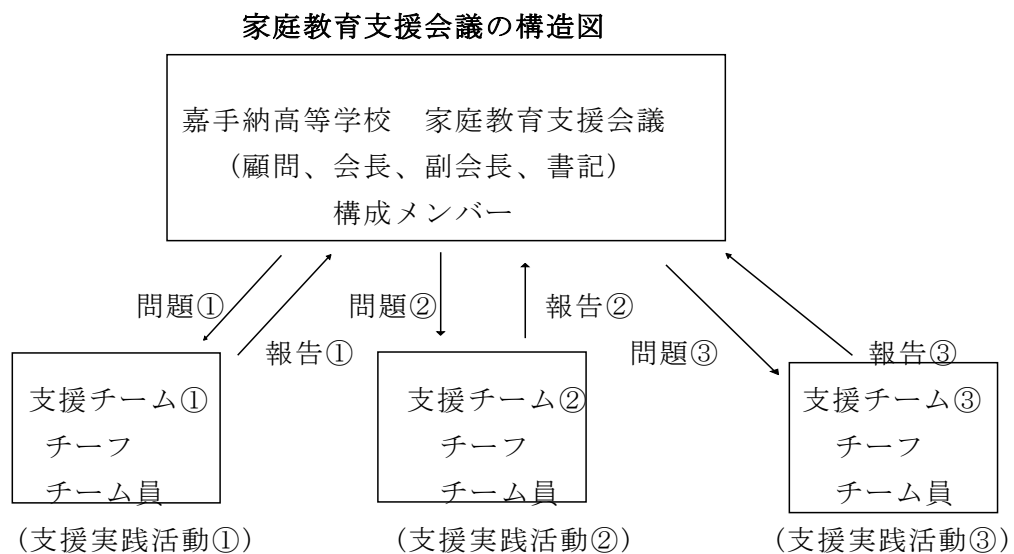 家庭教育支援会議の構造図
嘉手納高等学校　家庭教育支援会議
(顧問、会長、副会長、書記)
構成メンバー
問題①
報告①
問題②
報告②
問題③
報告③
支援チーム①
チーフ
チーム員
(支援実践活動①)
支援チーム②
チーフ
チーム員
(支援実践活動②)
支援チーム③
チーフ
チーム員
(支援実践活動③)